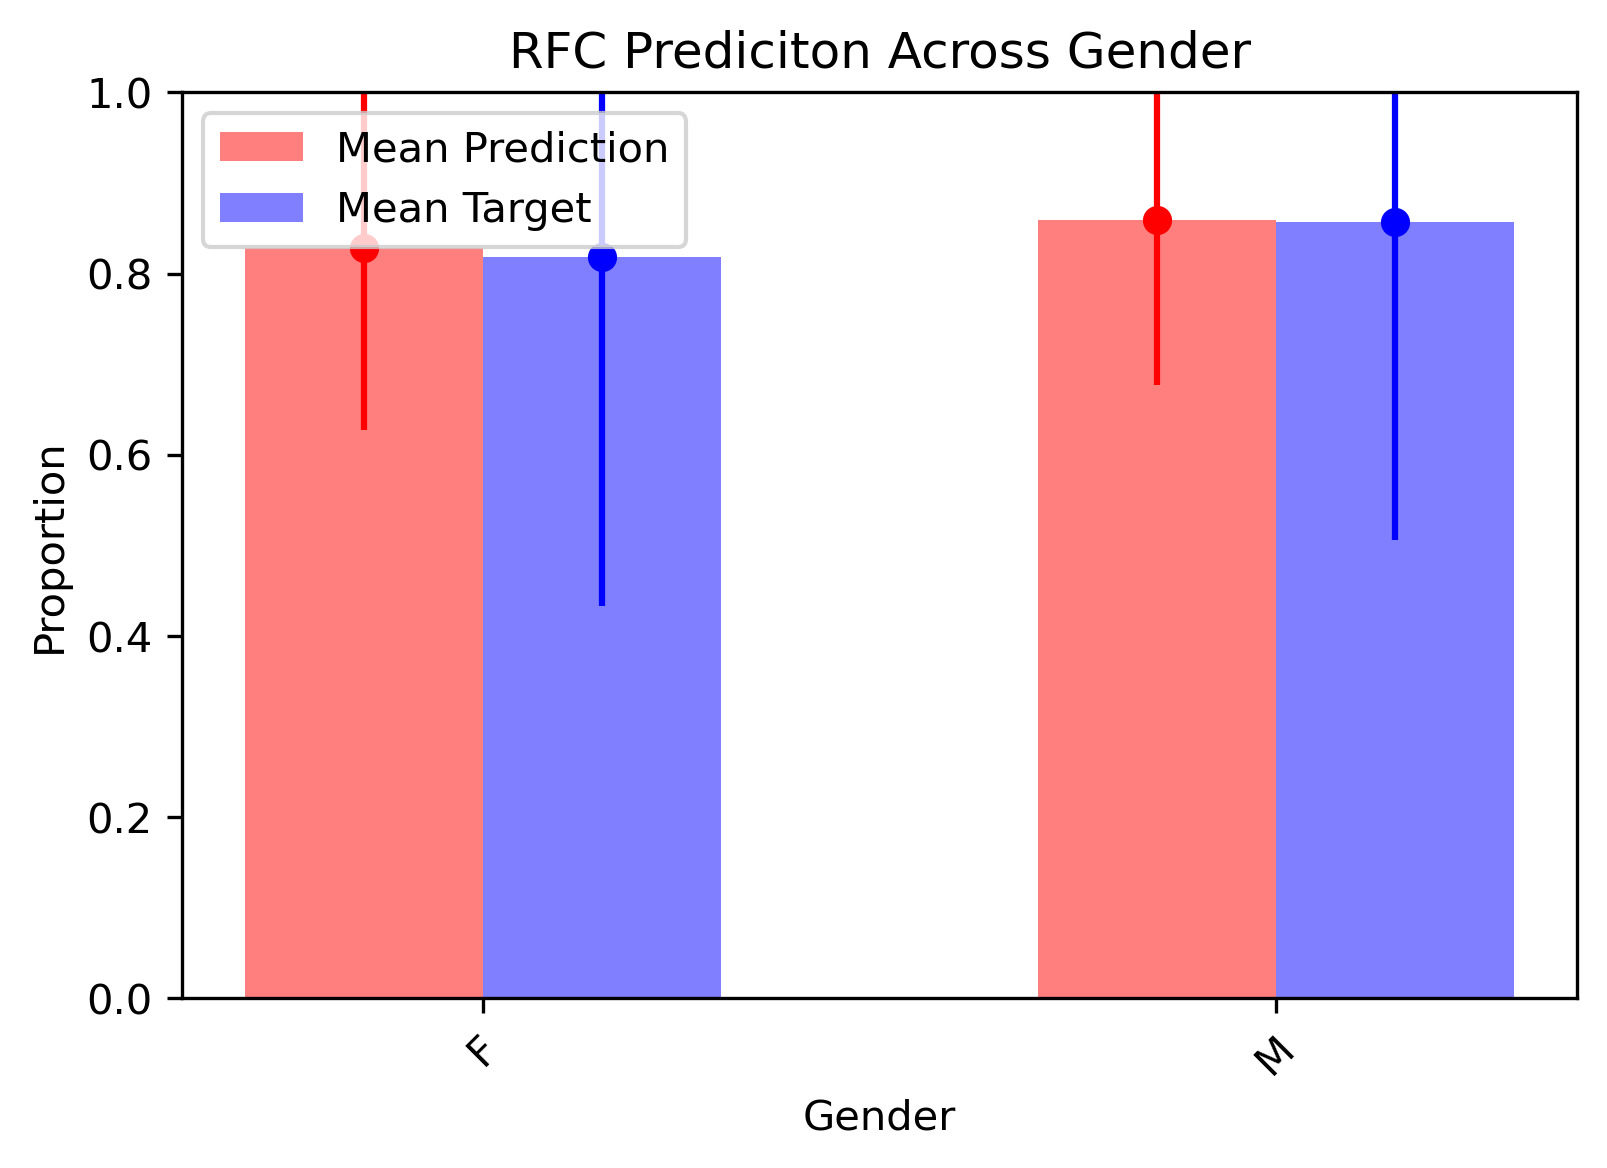 RFC Prediciton Across Gender
1.0
0.8
0.6
0.4
0.2
0.0
Proportion
Mean Prediction
Mean Target
F
M
Gender